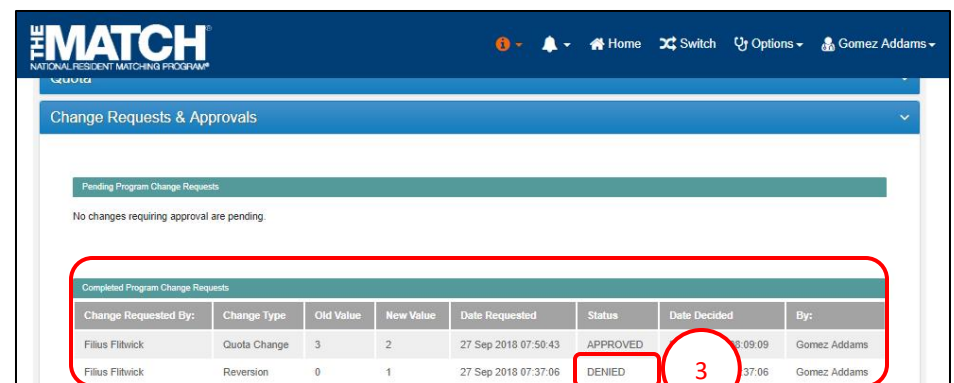 THE MATCH®
NATIONAL RESIDENT MATCHING PROGRAM®
Home Switch Options Gomez Addams
Quota
Change Requests & Approvals
Pending Program Change Requests
No changes requiring approval are pending.
Completed Program Change Requests
Change Requested By: Change Type Old Value New Value Date Requested Status Date Decided By:
Filius Flitwick Quota Change 3 2 27 Sep 2018 07:50:43 APPROVED :09:09 Gomez Addams
Filius Flitwick Reversion 0 1 27 Sep 2018 07:37:06 DENIED 3 :37:06 Gomez Addams